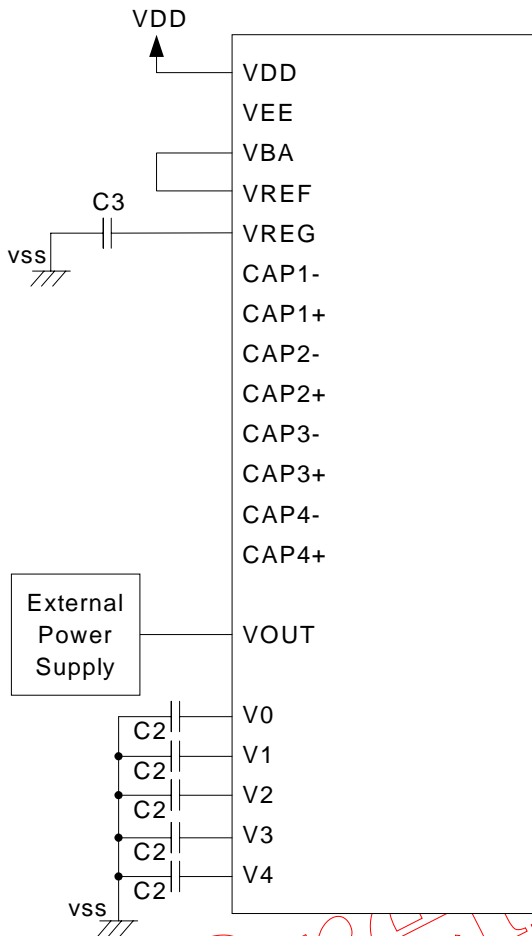 VDD
VDD
VEE
VBA
VREF
C3
VREG
vss
CAP1-
CAP1+
CAP2-
CAP2+
CAP3-
CAP3+
CAP4-
CAP4+
External
Power
Supply
VOUT
V0
C2
V1
C2
V2
C2
V3
C2
V4
C2
vss